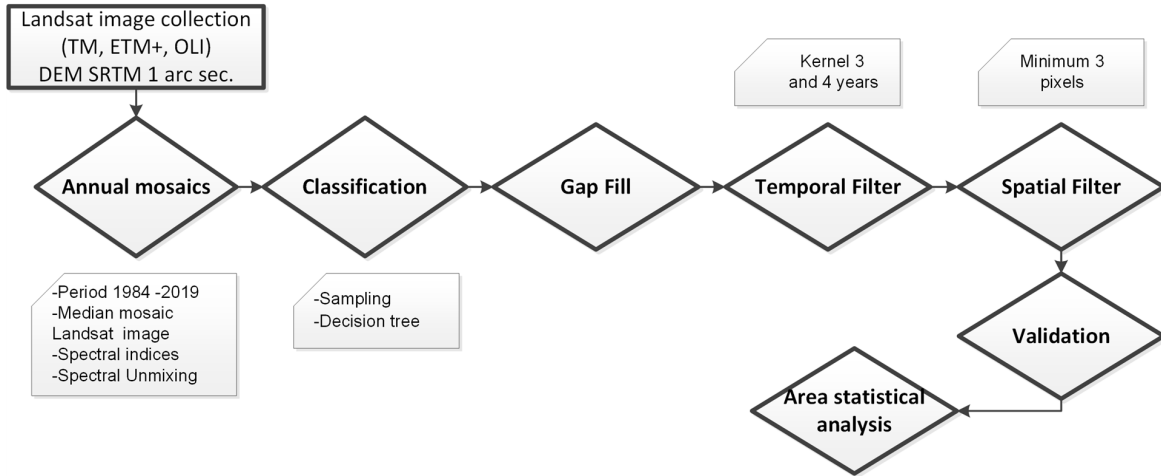 Landsat image collection
(TM, ETM+, OLI)
DEM SRTM 1 arc sec.
Kernel 3
and 4 years
Minimum 3
pixels
Annual mosaics
Classification
Gap Fill
Temporal Filter
Spatial Filter
-Period 1984 -2019
-Median mosaic
Landsat image
-Spectral indices
-Spectral Unmixing
-Sampling
-Decision tree
Validation
Area statistical
analysis